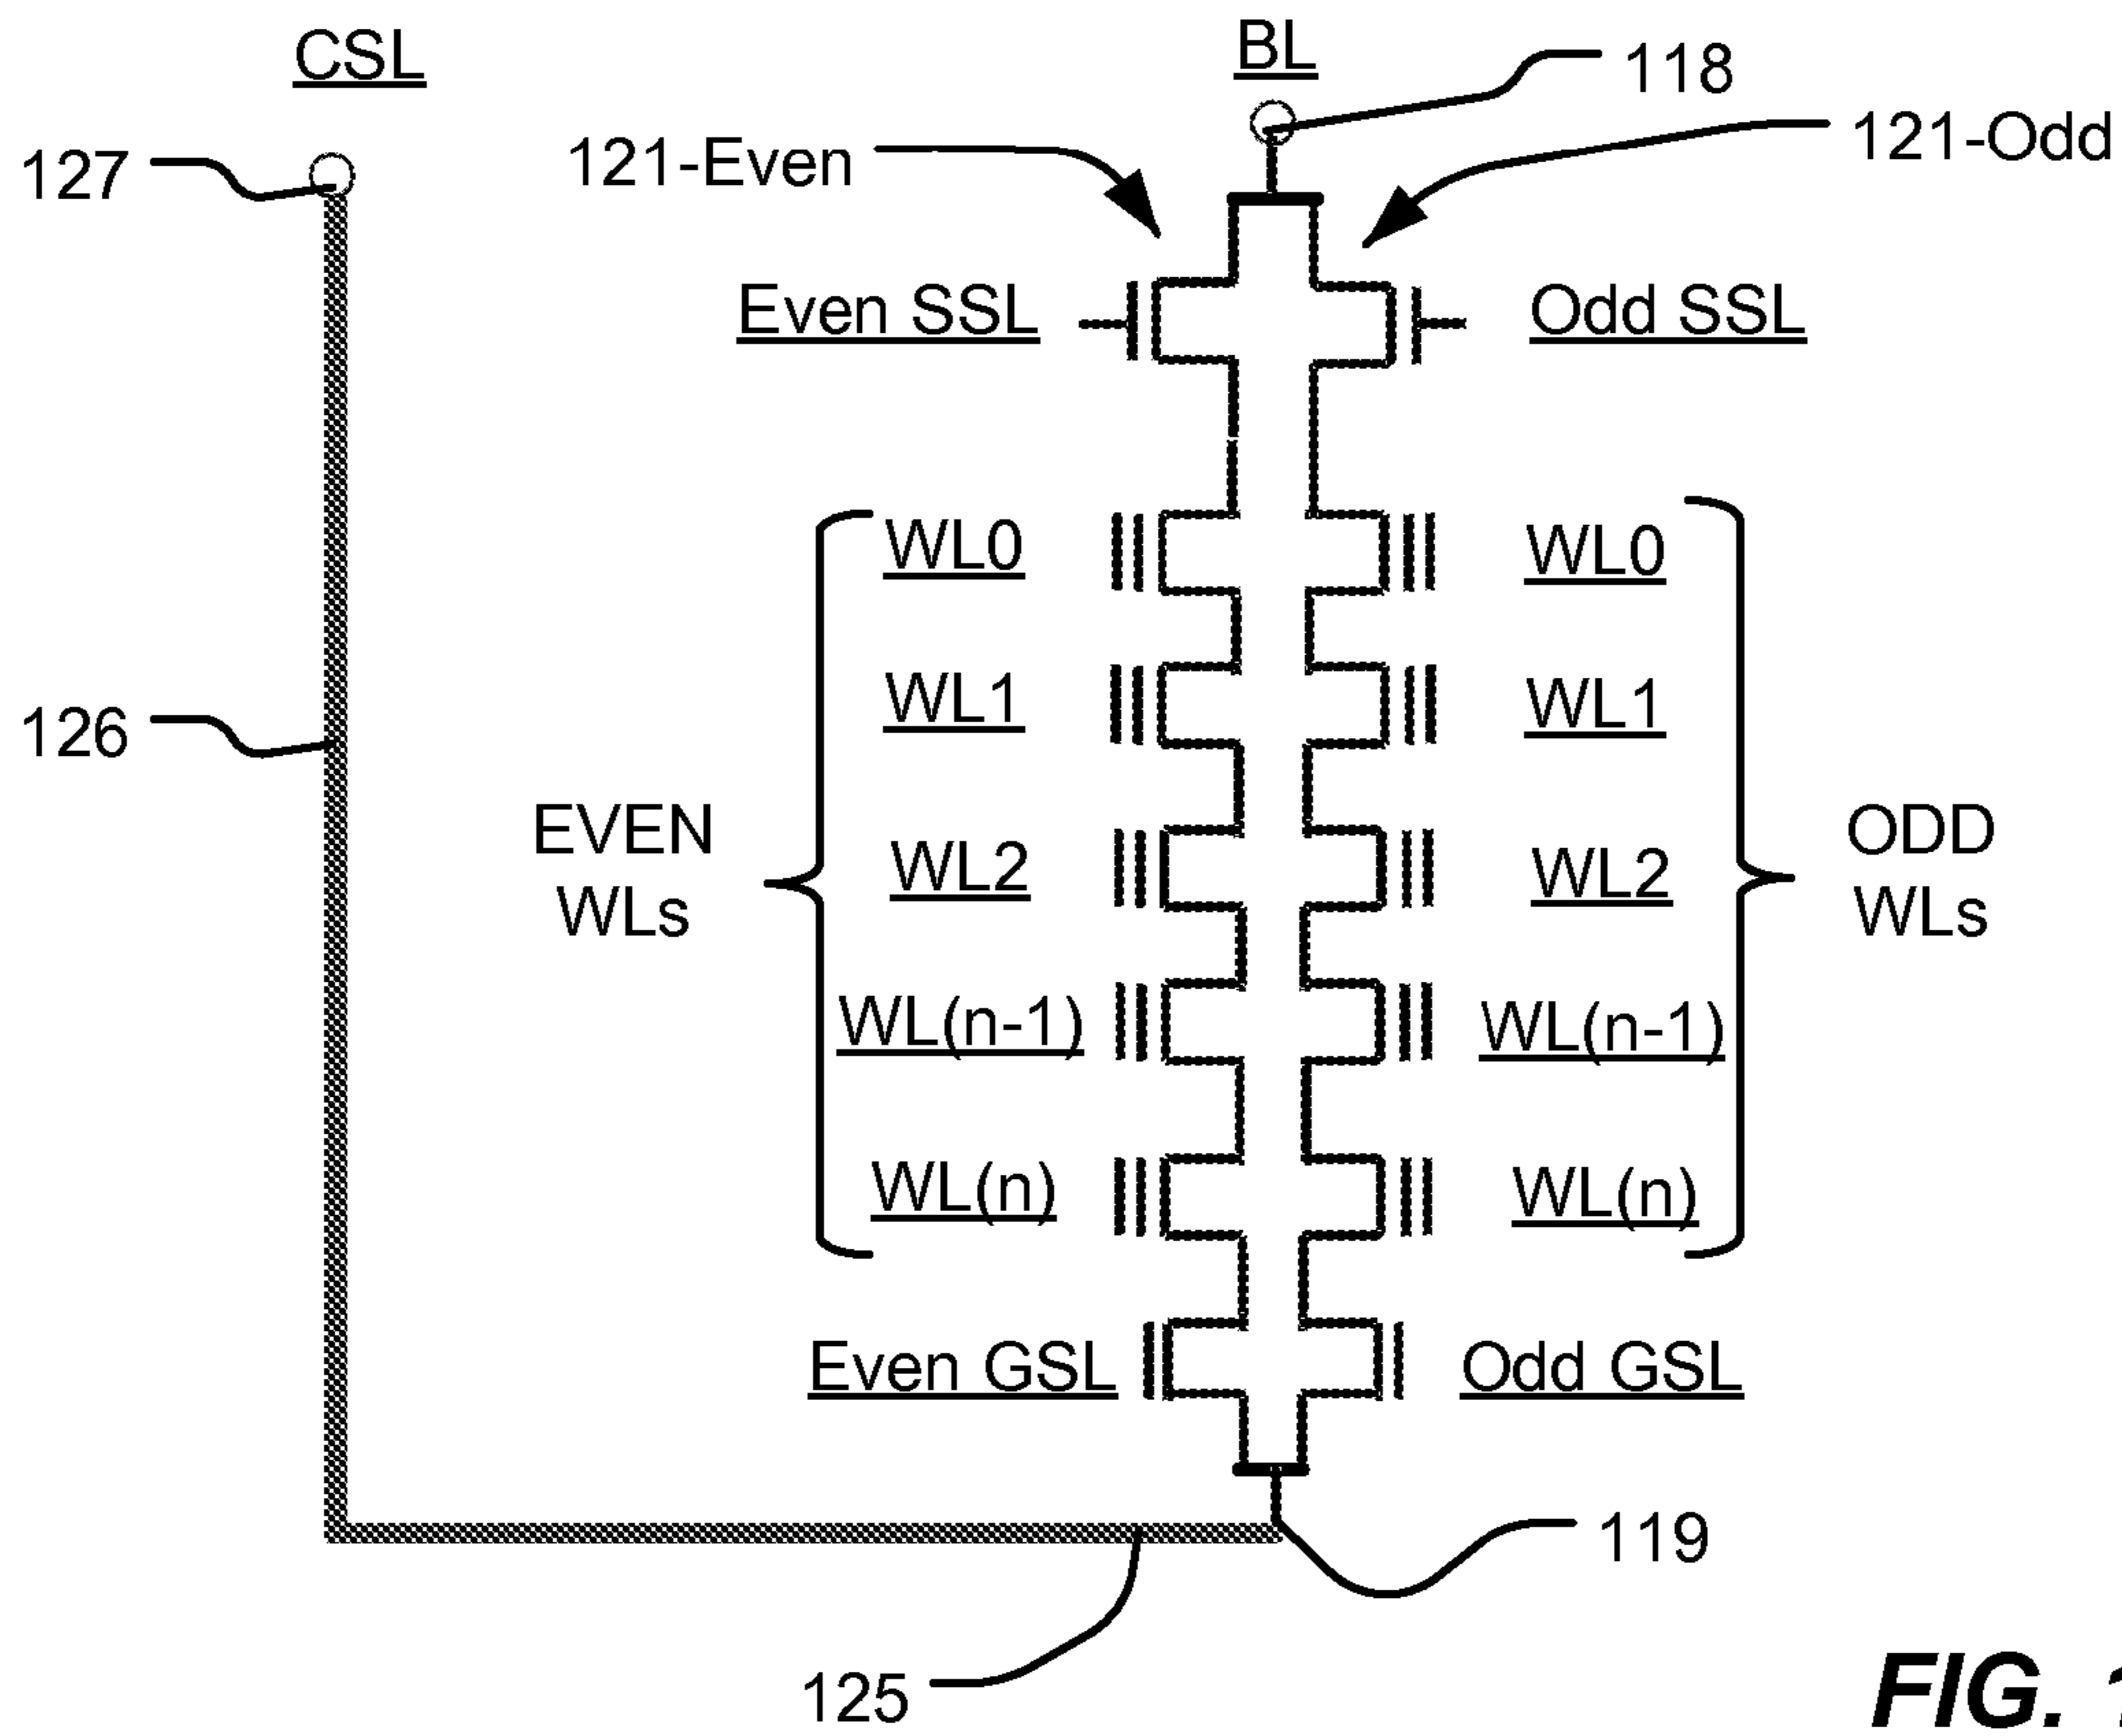 CSL
BL
118
127
121-Even
121-Odd
Even SSL
Odd SSL
WL0
WL0
WL1
WL1
126
EVEN
WLs
WL2
WL2
ODD
WLs
WL(n-1)
WL(n-1)
WL(n)
WL(n)
Even GSL
Odd GSL
119
125
FIG.